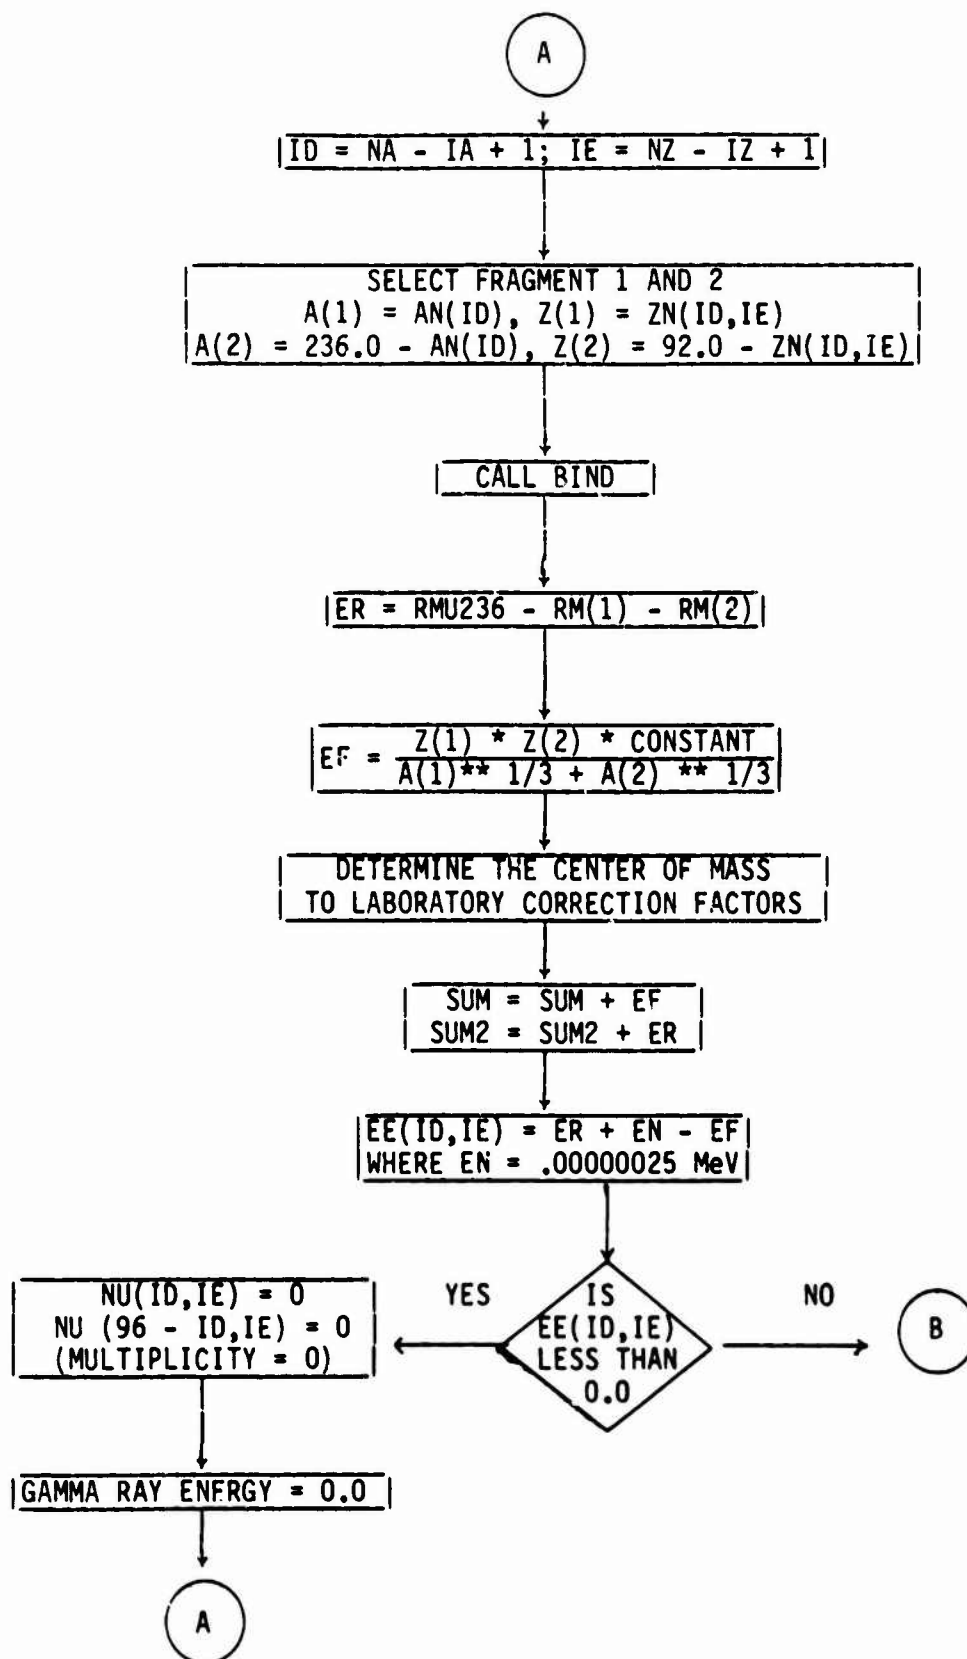 A
ID = NA - IA + 1; IE = NZ - IZ + 1
SELECT FRAGMENT 1 AND 2
A(1) = AN(ID), Z(1) = ZN(ID,IE)
A(2) = 236.0 - AN(ID), Z(2) = 92.0 - ZN(ID,IE)
CALL BIND
ER = RMU236 - RM(1) - RM(2)
EF = Z(1) * Z(2) * CONSTANT
A(1)** 1/3 + A(2) ** 1/3
DETERMINE THE CENTER OF MASS
TO LABORATORY CORRECTION FACTORS
SUM = SUM + EF
SUM2 = SUM2 + ER
EE(ID,IE) = ER + EN - EF
WHERE EN = .00000025 MeV
IS
EE(ID,IE)
LESS THAN
0.0
YES
NO
NU(ID,IE) = 0
NU (96 - ID,IE) = 0
(MULTIPLICITY = 0)
B
GAMMA RAY ENERGY = 0.0
A